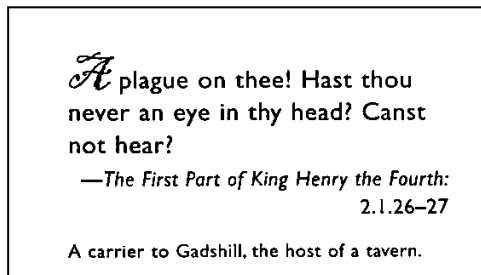 A plague on thee! Hast thou
never an eye in thy head? Canst
not hear?
—The First Part of King Henry the Fourth:
2.1.26–27
A carrier to Gadshill, the host of a tavern.